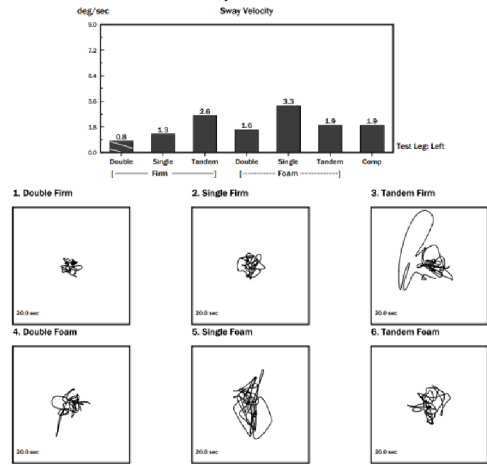 deg/sec
Sway Velocity
9.0
7.2
5.4
3.6
1.8
0.0
0.8
1.3
2.6
1.6
3.3
1.9
1.9
Test Leg: Left
Double Single Tandem Double Single Tandem Comp
[ Firm ] [ Foam ]
1. Double Firm
2. Single Firm
3. Tandem Firm
20.0 sec
20.0 sec
20.0 sec
4. Double Foam
5. Single Foam
6. Tandem Foam
20.0 sec
20.0 sec
20.0 sec